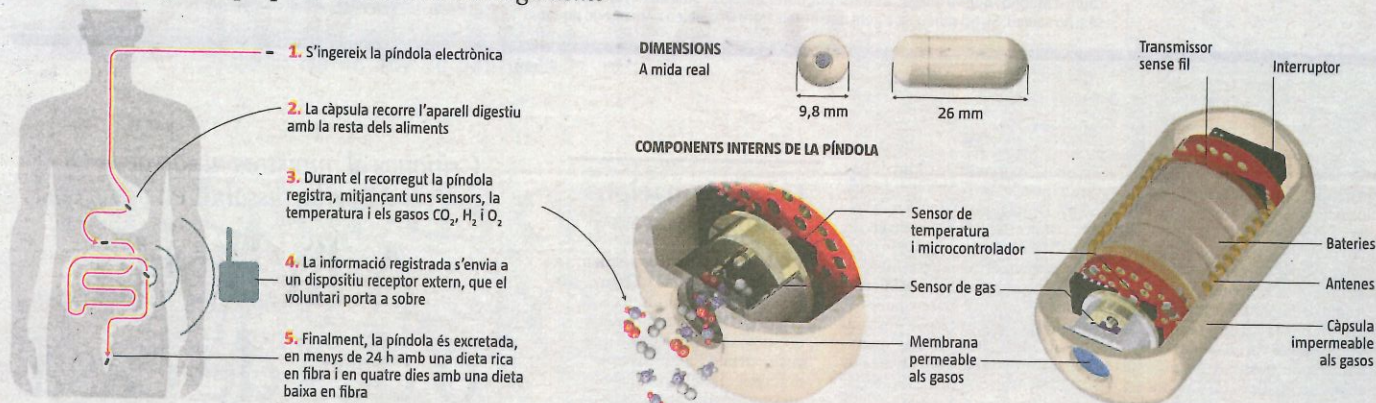 1. S'ingereix la píndola electrònica
2. La càpsula recorre l'aparell digestiu
amb la resta dels aliments
3. Durant el recorregut la píndola
registra, mitjançant uns sensors, la
temperatura i els gasos CO₂, H₂ i O₂
4. La informació registrada s'envia a
un dispositiu receptor extern, que el
voluntari porta a sobre
5. Finalment, la píndola és excretada,
en menys de 24 h amb una dieta rica
en fibra i en quatre dies amb una dieta
baixa en fibra
DIMENSIONS
A mida real
9,8 mm
26 mm
COMPONENTS INTERNS DE LA PÍNDOLA
Sensor de
temperatura
i microcontrolador
Sensor de gas
Membrana
permeable
als gasos
Transmissor
sense fil
Interruptor
Bateries
Antenes
Càpsula
impermeable
als gasos